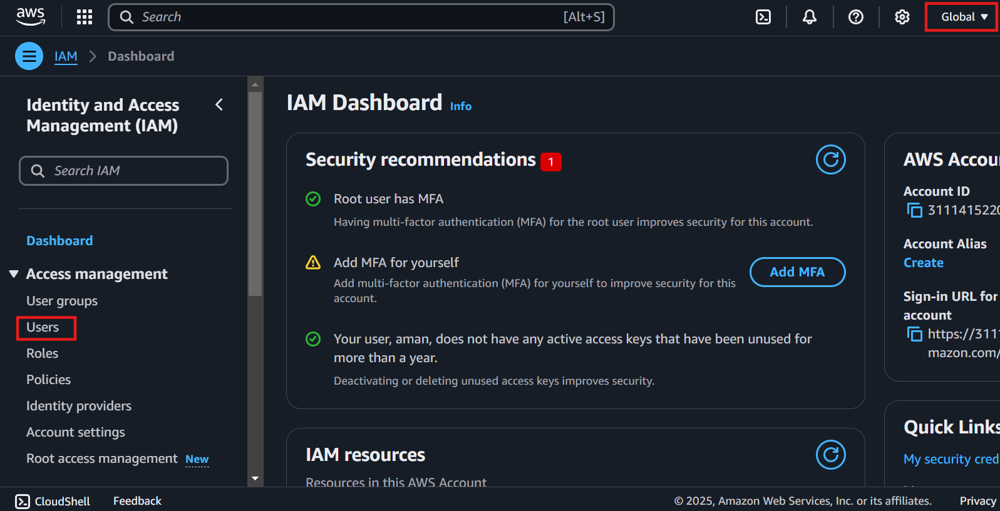 aws
Search [Alt+S]
Global
IAM
Dashboard
Identity and Access
Management (IAM)
Search IAM
Dashboard
Access management
User groups
Users
Roles
Policies
Identity providers
Account settings
Root access management New
IAM Dashboard Info
Security recommendations 1
Root user has MFA
Having multi-factor authentication (MFA) for the root user improves security for this account.
Add MFA for yourself
Add multi-factor authentication (MFA) for yourself to improve security for this
account.
Add MFA
Your user, aman, does not have any active access keys that have been unused for
more than a year.
Deactivating or deleting unused access keys improves security.
IAM resources
Resources in this AWS Account
AWS Accou
Account ID
3111415220
Account Alias
Create
Sign-in URL for
account
https://311
mazon.com/
Quick Links
My security cred
CloudShell
Feedback
© 2025, Amazon Web Services, Inc. or its affiliates.
Privacy